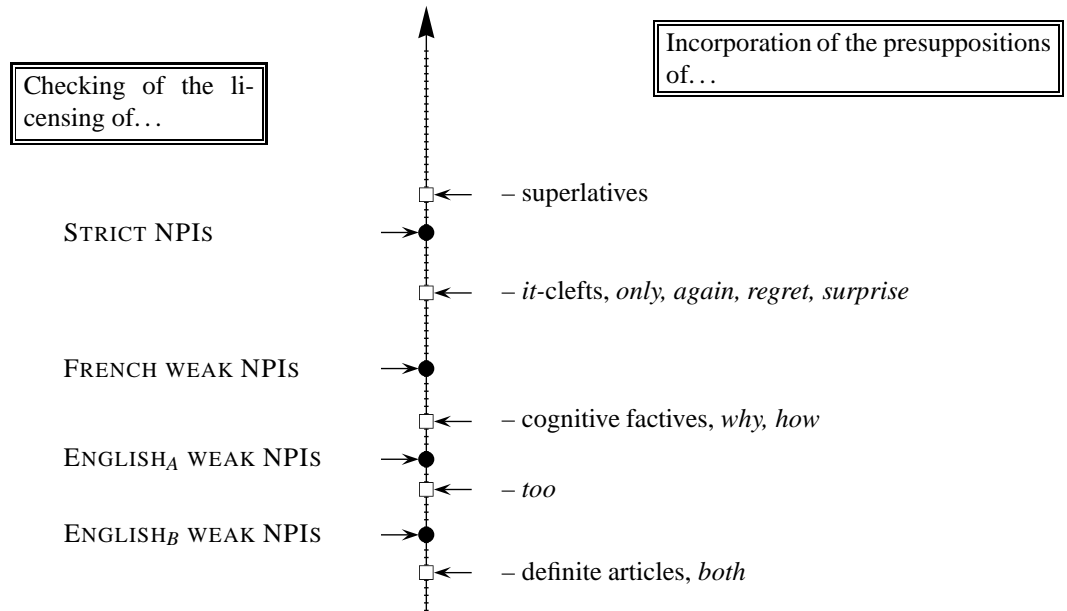 Incorporation of the presuppositions
of…
Checking of the li-
censing of…
– superlatives
STRICT NPIS
– it-clefts, only, again, regret, surprise
FRENCH WEAK NPIS
– cognitive factives, why, how
ENGLISHA WEAK NPIS
– too
ENGLISHB WEAK NPIS
– definite articles, both